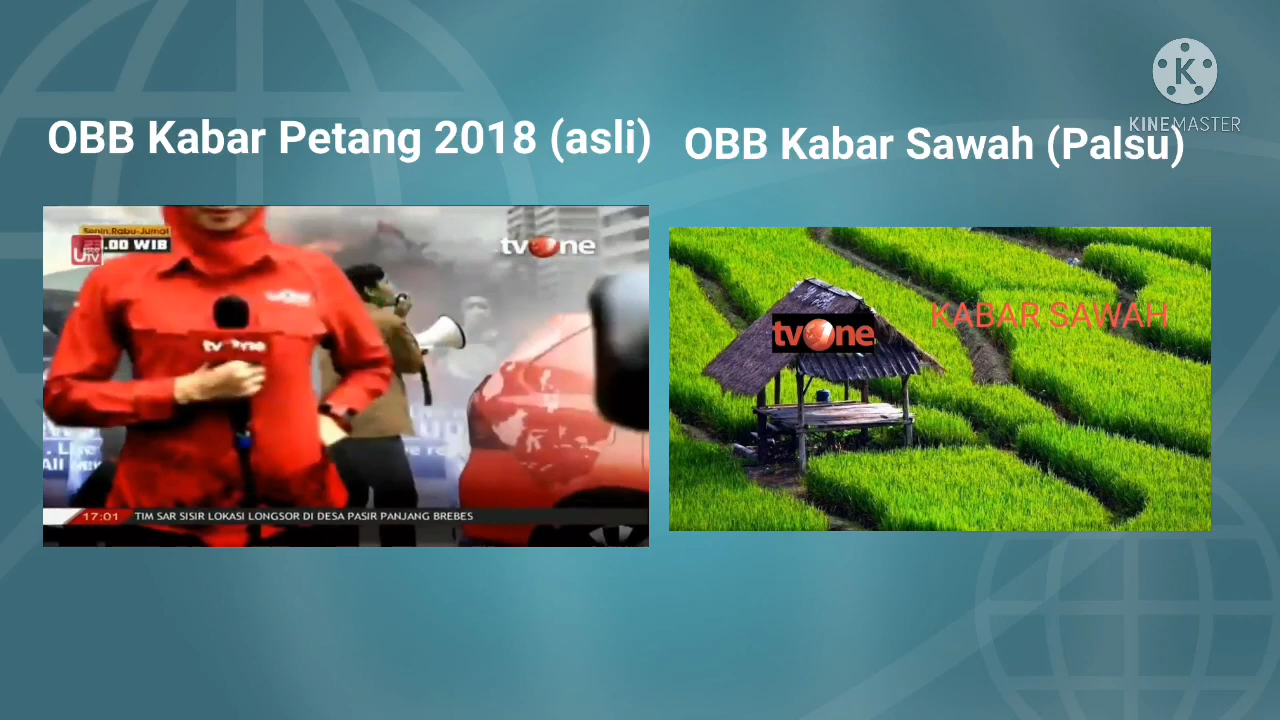 KINEMASTER
OBB Kabar Petang 2018 (asli)
OBB Kabar Sawah (Palsu)
Senin,Rabu-Jumat
.00 WIB
tvOne
tvOne
17:01 TIM SAR SISIR LOKASI LONGSOR DI DESA PASIR PANJANG BREBES
KABAR SAWAH
tvOne